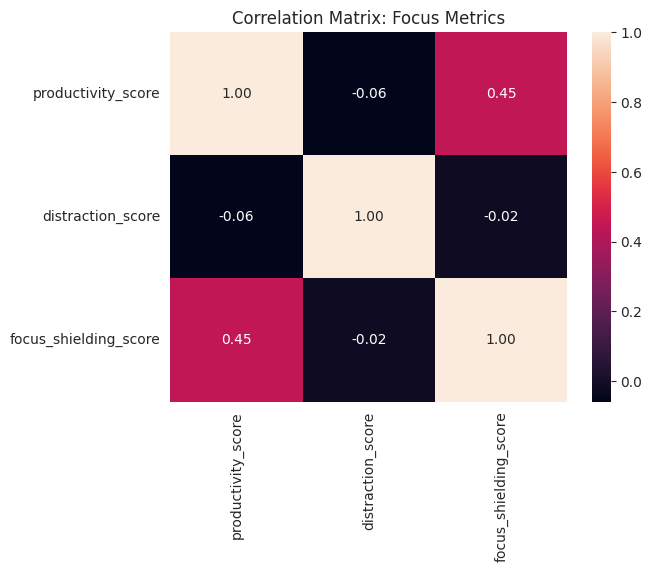 Correlation Matrix: Focus Metrics
productivity_score
1.00
-0.06
0.45
distraction_score
-0.06
1.00
-0.02
focus_shielding_score
0.45
-0.02
1.00
productivity_score
distraction_score
focus_shielding_score
1.0
0.8
0.6
0.4
0.2
0.0